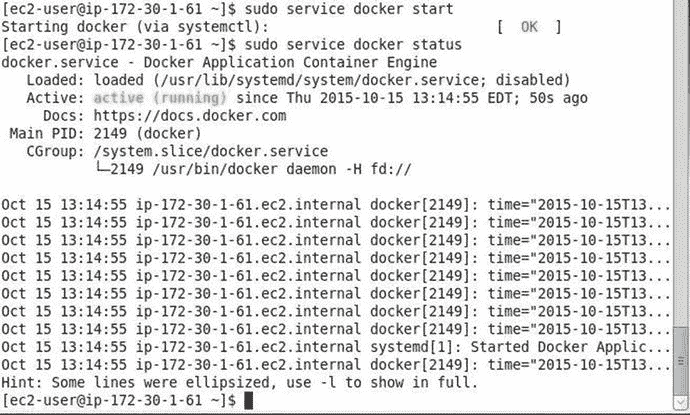 [ec2-user@ip-172-30-1-61 ~]$ sudo service docker start
Starting docker (via systemctl): [ OK ]
[ec2-user@ip-172-30-1-61 ~]$ sudo service docker status
docker.service - Docker Application Container Engine
Loaded: loaded (/usr/lib/systemd/system/docker.service; disabled)
Active: active (running) since Thu 2015-10-15 13:14:55 EDT; 50s ago
Docs: https://docs.docker.com
Main PID: 2149 (docker)
CGroup: /system.slice/docker.service
└─2149 /usr/bin/docker daemon -H fd://
Oct 15 13:14:55 ip-172-30-1-61.ec2.internal docker[2149]: time="2015-10-15T13...
Oct 15 13:14:55 ip-172-30-1-61.ec2.internal docker[2149]: time="2015-10-15T13...
Oct 15 13:14:55 ip-172-30-1-61.ec2.internal docker[2149]: time="2015-10-15T13...
Oct 15 13:14:55 ip-172-30-1-61.ec2.internal docker[2149]: time="2015-10-15T13...
Oct 15 13:14:55 ip-172-30-1-61.ec2.internal docker[2149]: time="2015-10-15T13...
Oct 15 13:14:55 ip-172-30-1-61.ec2.internal docker[2149]: time="2015-10-15T13...
Oct 15 13:14:55 ip-172-30-1-61.ec2.internal docker[2149]: time="2015-10-15T13...
Oct 15 13:14:55 ip-172-30-1-61.ec2.internal docker[2149]: time="2015-10-15T13...
Oct 15 13:14:55 ip-172-30-1-61.ec2.internal systemd[1]: Started Docker Applic...
Oct 15 13:14:55 ip-172-30-1-61.ec2.internal docker[2149]: time="2015-10-15T13...
Hint: Some lines were ellipsized, use -l to show in full.
[ec2-user@ip-172-30-1-61 ~]$